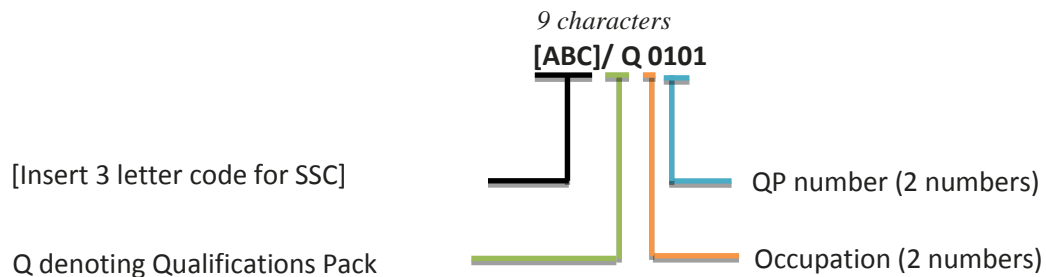 9 characters
[ABC]/ Q 0101
[Insert 3 letter code for SSC]
QP number (2 numbers)
Q denoting Qualifications Pack
Occupation (2 numbers)